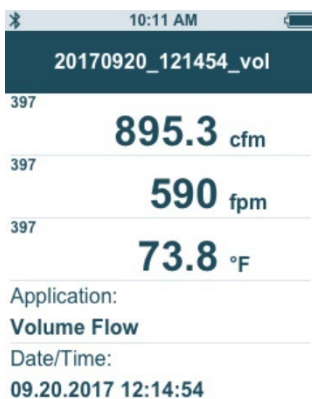 10:11 AM
20170920_121454_vol
397
895.3 cfm
397
590 fpm
397
73.8 °F
Application:
Volume Flow
Date/Time:
09.20.2017 12:14:54